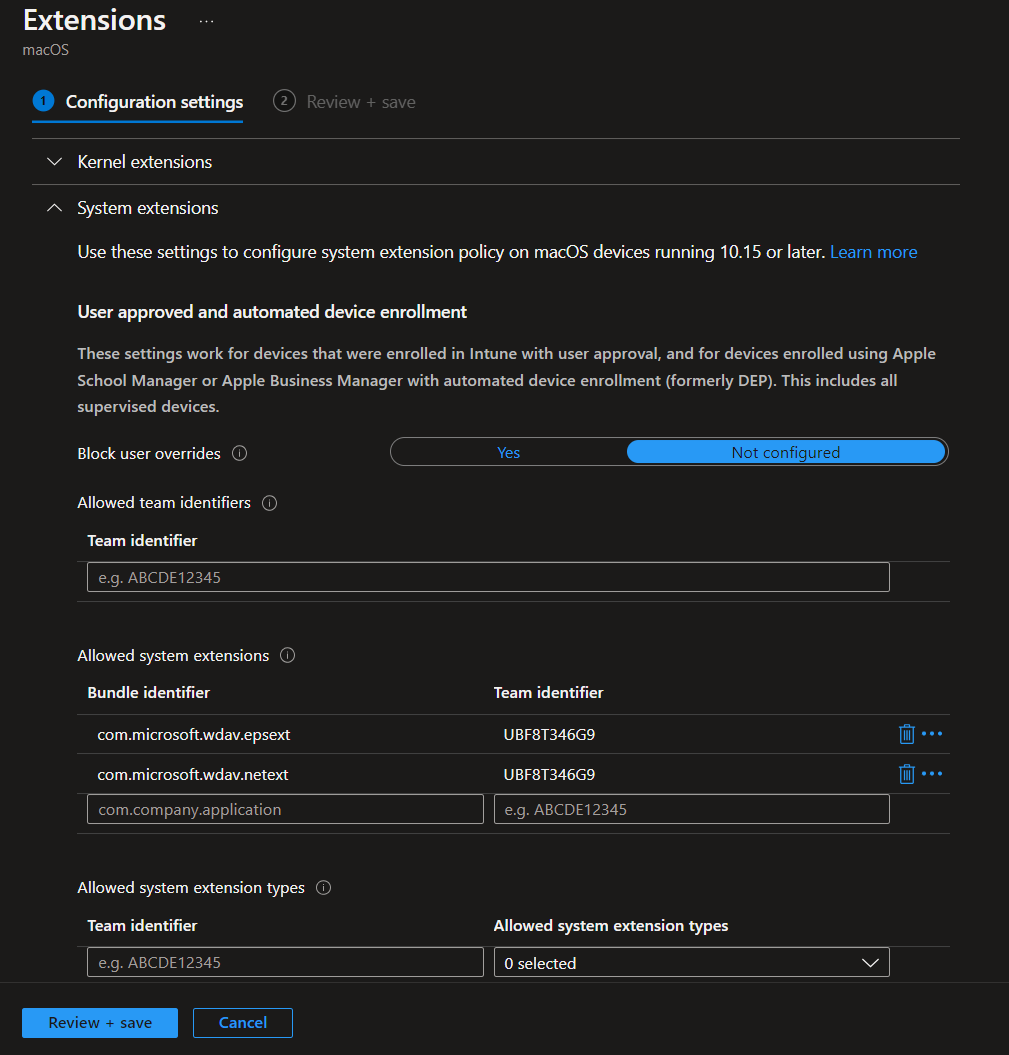 Extensions ...
macOS
1 Configuration settings 2 Review + save
Kernel extensions
System extensions
Use these settings to configure system extension policy on macOS devices running 10.15 or later. Learn more
User approved and automated device enrollment
These settings work for devices that were enrolled in Intune with user approval, and for devices enrolled using Apple
School Manager or Apple Business Manager with automated device enrollment (formerly DEP). This includes all
supervised devices.
Block user overrides Yes Not configured
Allowed team identifiers
Team identifier
e.g. ABCDE12345
Allowed system extensions
Bundle identifier Team identifier
com.microsoft.wdav.epsext UBF8T346G9
com.microsoft.wdav.netext UBF8T346G9
com.company.application e.g. ABCDE12345
Allowed system extension types
Team identifier Allowed system extension types
e.g. ABCDE12345 0 selected
Review + save Cancel